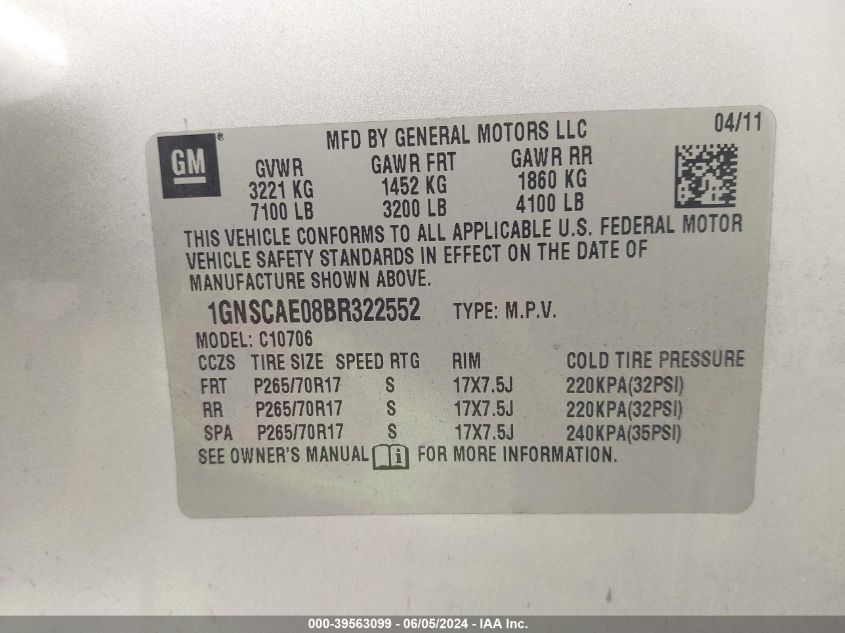 GM
MFD BY GENERAL MOTORS LLC 04/11
GVWR GAWR FRT GAWR RR
3221 KG 1452 KG 1860 KG
7100 LB 3200 LB 4100 LB
THIS VEHICLE CONFORMS TO ALL APPLICABLE U.S. FEDERAL MOTOR
VEHICLE SAFETY STANDARDS IN EFFECT ON THE DATE OF
MANUFACTURE SHOWN ABOVE.
1GNSCAE08BR322552 TYPE: M.P.V.
MODEL: C10706
CCZS TIRE SIZE SPEED RTG RIM COLD TIRE PRESSURE
FRT P265/70R17 S 17X7.5J 220KPA(32PSI)
RR P265/70R17 S 17X7.5J 220KPA(32PSI)
SPA P265/70R17 S 17X7.5J 240KPA(35PSI)
SEE OWNER'S MANUAL FOR MORE INFORMATION.
000-39563099 - 06/05/2024 - IAA Inc.